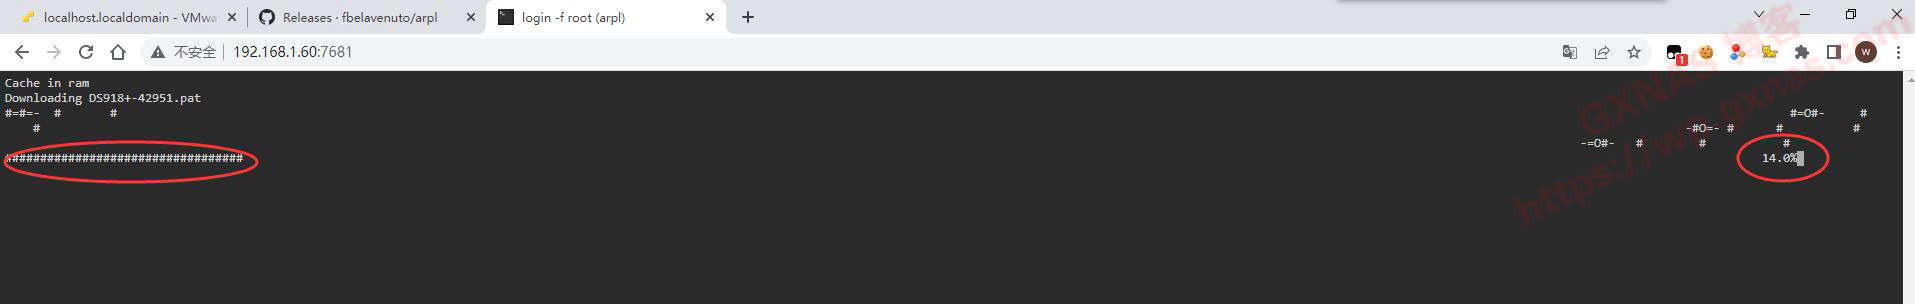 localhost.localdomain - VMwa
Releases · fbelavenuto/arpl
login -f root (arpl)
不安全
192.168.1.60:7681
1
W
Cache in ram
Downloading DS918+-42951.pat
#=#=-  #       # #=O#-     #
# -#O=- #      #          #
-=O#-   #        #           #
################################## 14.0%
GXNAS 博客
https://wp.gxnas.com